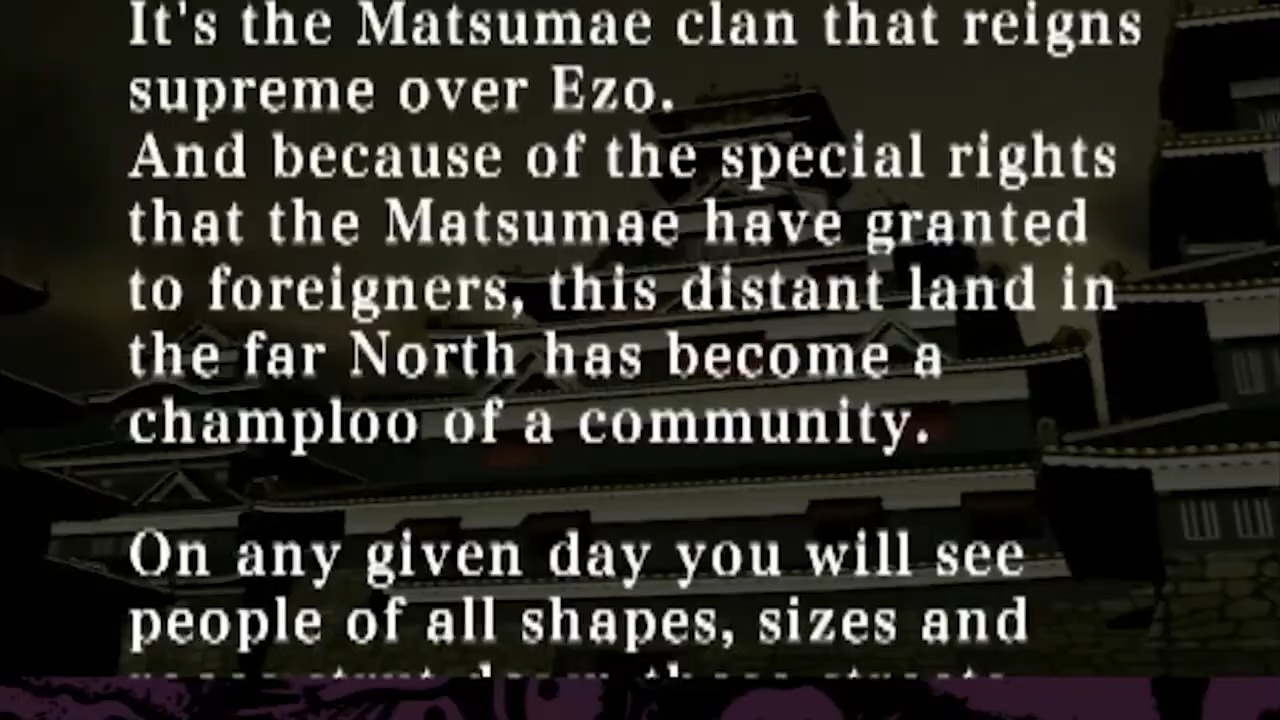 It's the Matsumae clan that reigns
supreme over Ezo.
And because of the special rights
that the Matsumae have granted
to foreigners, this distant land in
the far North has become a
champloo of a community.
On any given day you will see
people of all shapes, sizes and